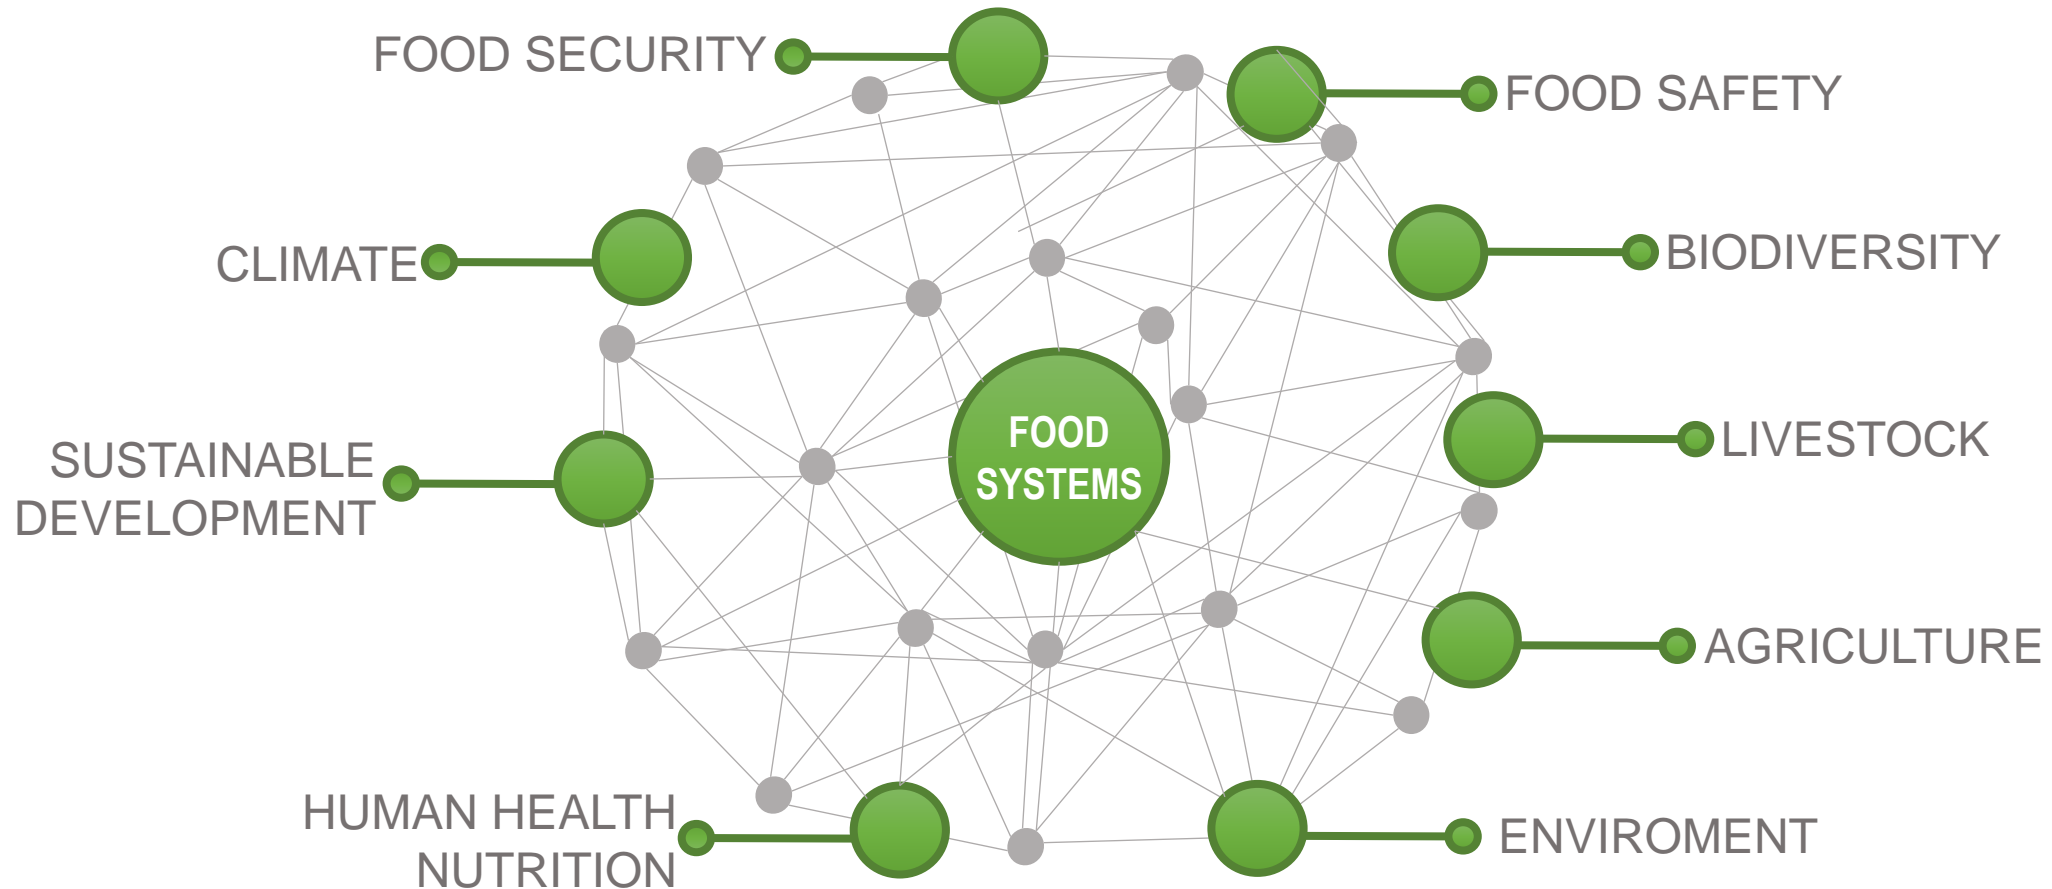 FOOD SECURITY
FOOD SAFETY
CLIMATE
BIODIVERSITY
FOOD
SYSTEMS
LIVESTOCK
SUSTAINABLE
DEVELOPMENT
AGRICULTURE
HUMAN HEALTH
NUTRITION
ENVIROMENT